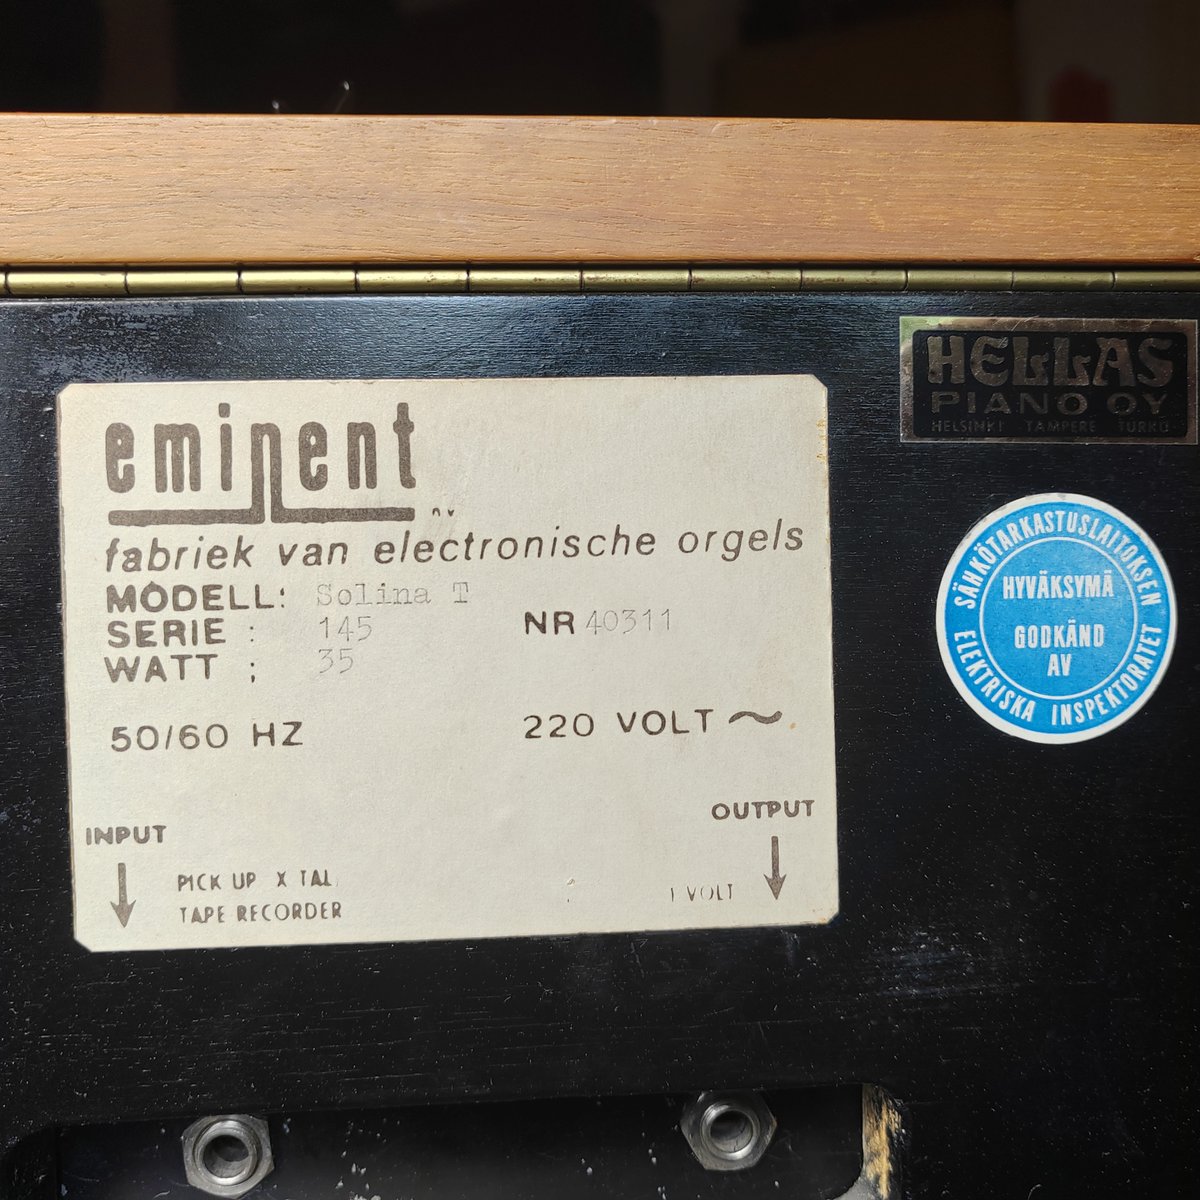 eminent
nv
fabriek van electronische orgels
MODELL: Solina T
SERIE : 145
NR 40311
WATT : 35
50/60 HZ
220 VOLT ~
INPUT
PICK UP X TAL.
TAPE RECORDER
OUTPUT
1 VOLT
HELLAS
PIANO OY
HELSINKI TAMPERE TURKU
SÄHKÖTARKASTUSLAITOKSEN
HYVÄKSYMÄ
GODKÄND
AV
ELEKTRISKA INSPEKTORATET